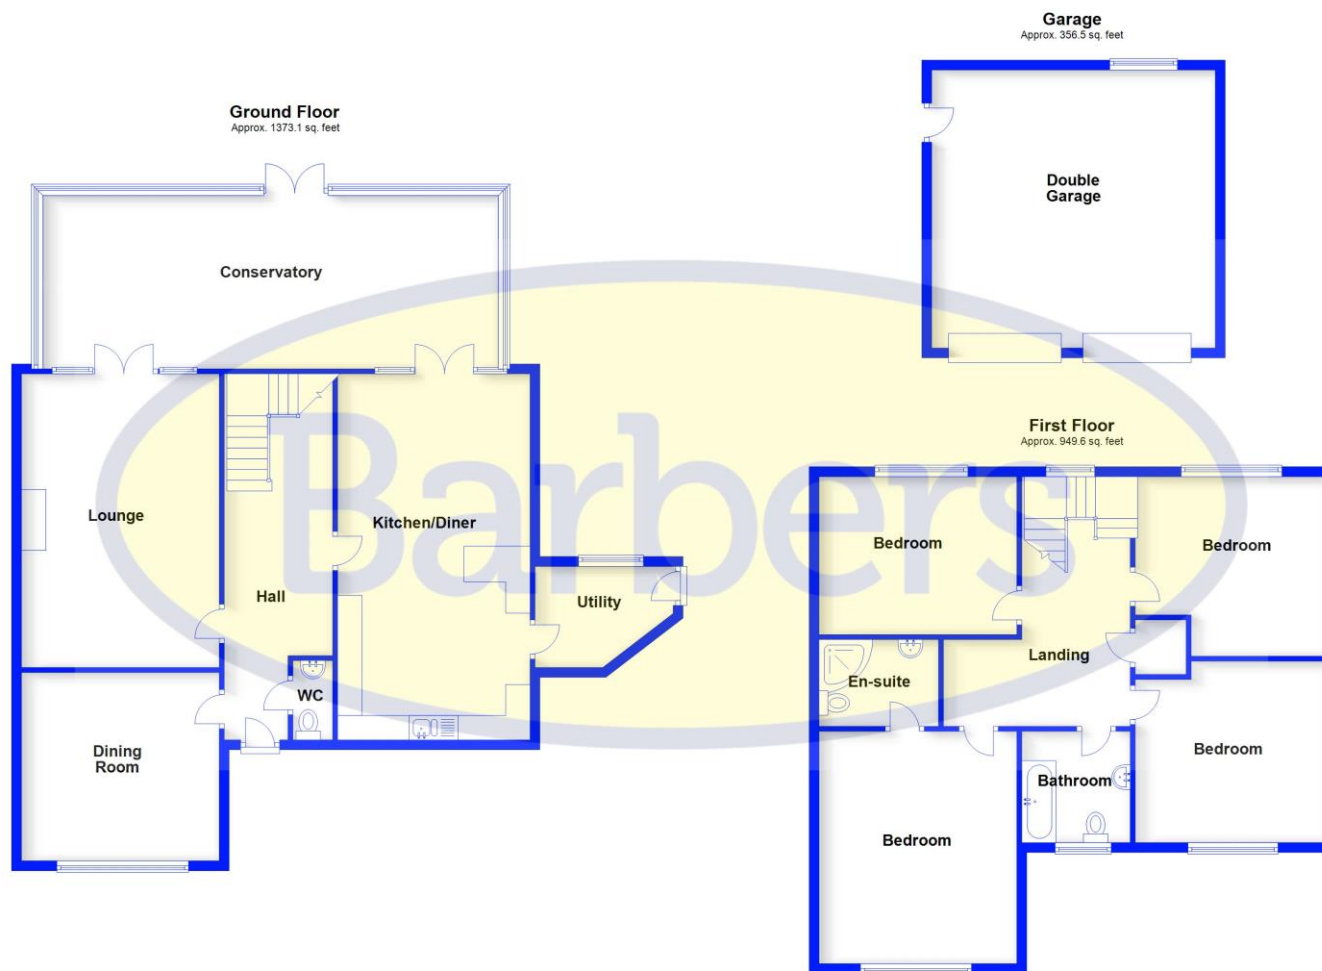 Garage
Approx. 356.5 sq. feet
Double
Garage
Ground Floor
Approx. 1373.1 sq. feet
Conservatory
Lounge
Kitchen/Diner
Hall
Utility
WC
Dining
Room
First Floor
Approx. 949.6 sq. feet
Bedroom
Bedroom
Landing
En-suite
Bedroom
Bathroom
Bedroom
Barbers